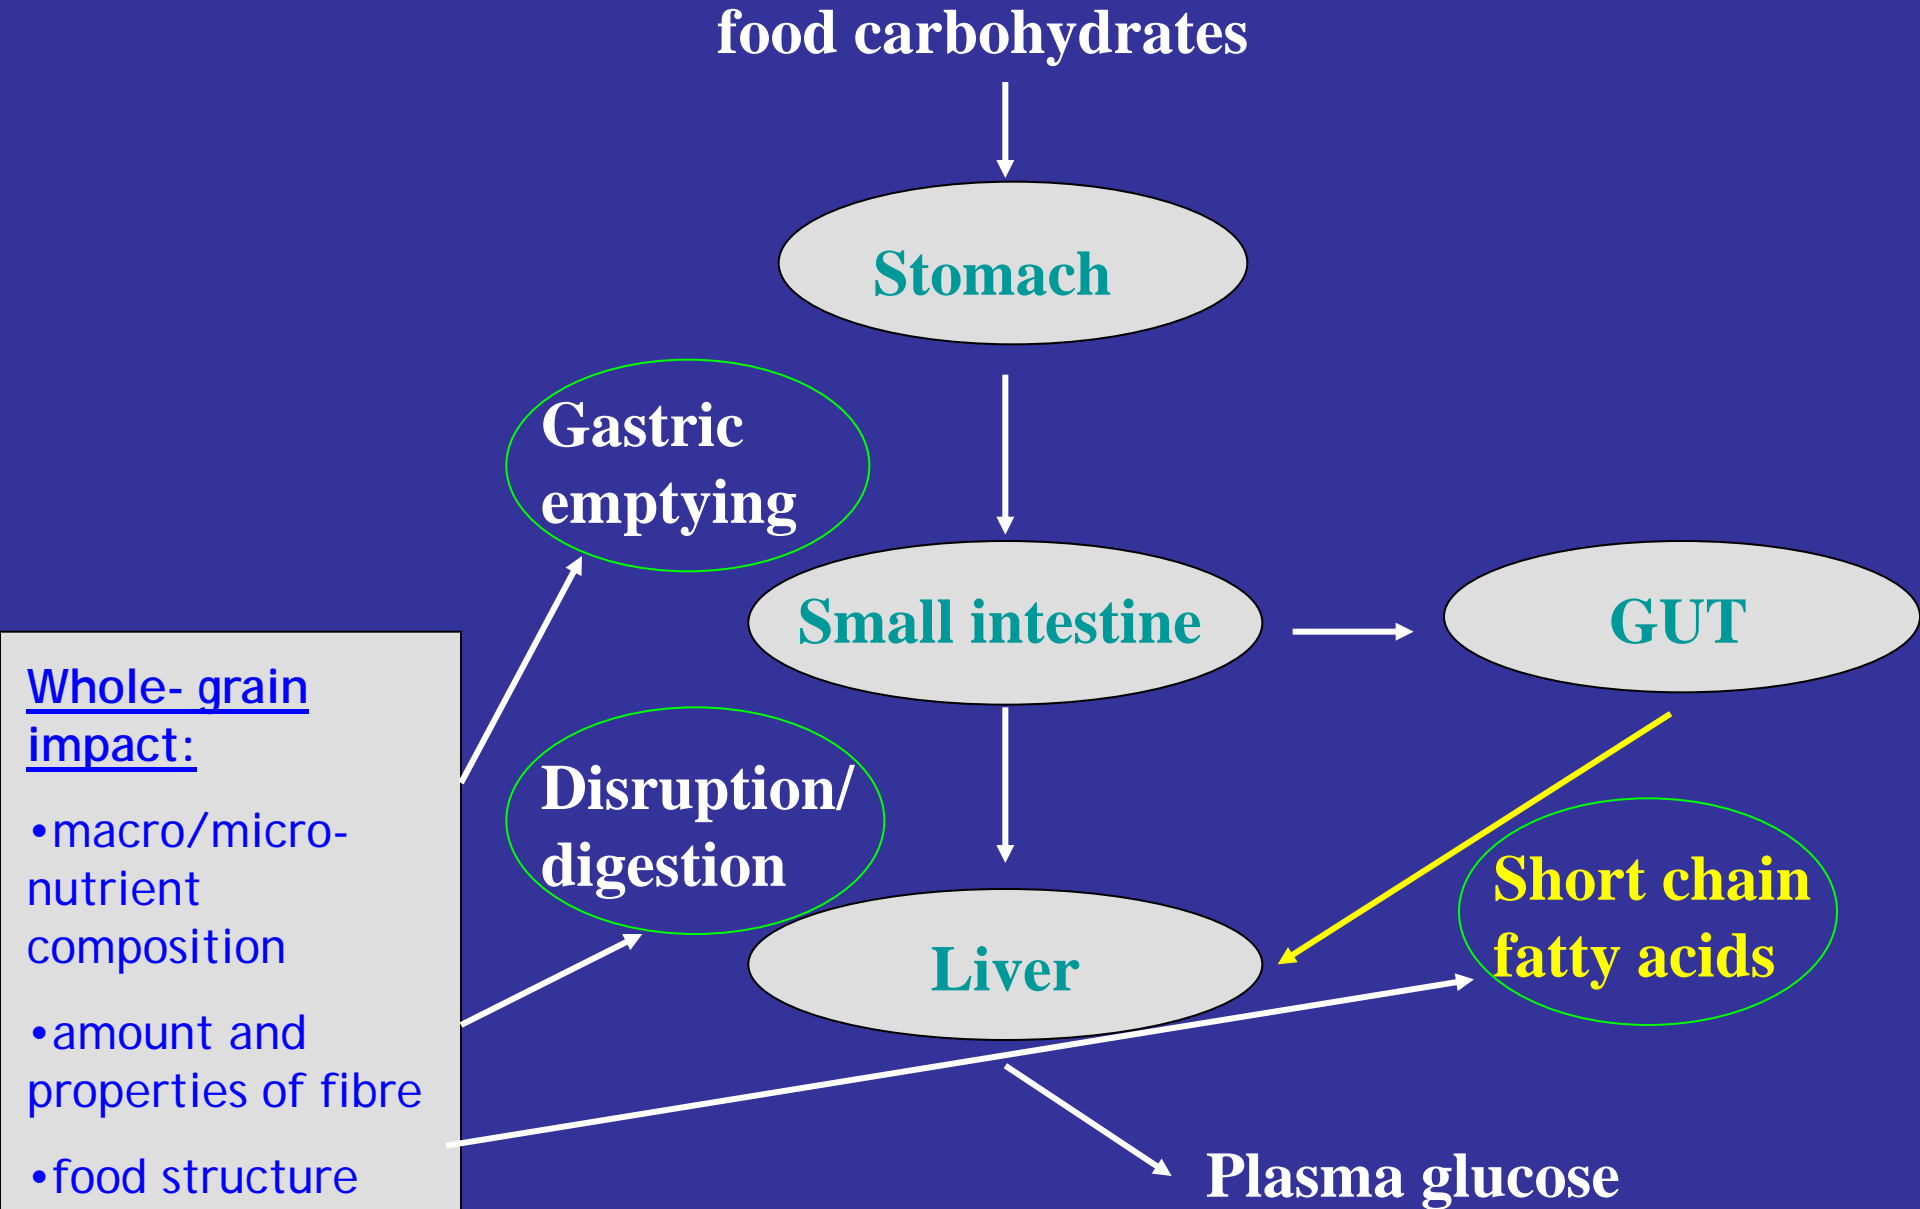 food carbohydrates
Stomach
Gastric
emptying
Small intestine
GUT
Whole- grain
impact:
•macro/micro-
nutrient
composition
•amount and
properties of fibre
•food structure
Disruption/
digestion
Short chain
fatty acids
Liver
Plasma glucose